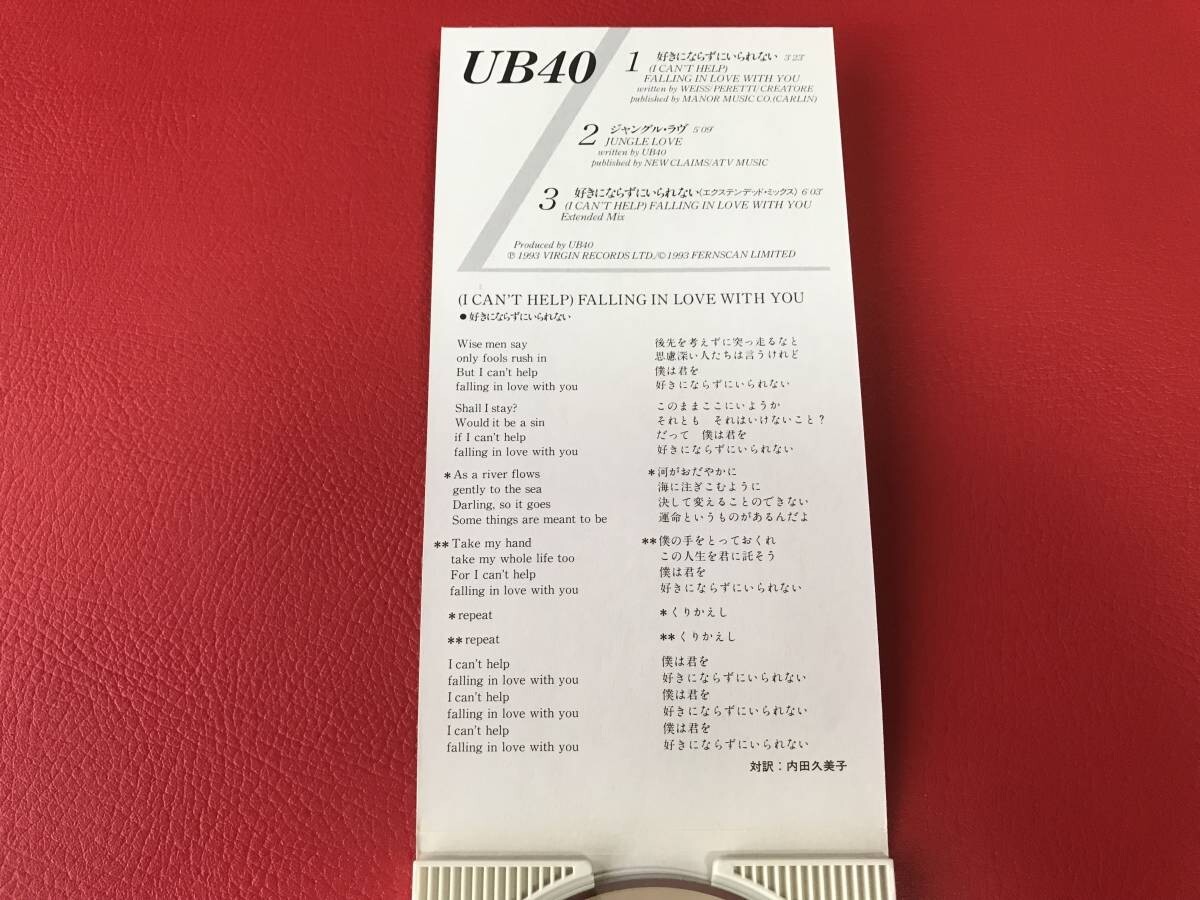 UB40
1 好きにならずにいられない 3'23"
(I CAN'T HELP)
FALLING IN LOVE WITH YOU
written by WEISS/PERETTI/CREATORE
published by MANOR MUSIC CO.(CARLIN)
2 ジャングル・ラヴ 5'09"
JUNGLE LOVE
written by UB40
published by NEW CLAIMS/ATV MUSIC
3 好きにならずにいられない〈エクステンデッド・ミックス〉 6'03"
(I CAN'T HELP) FALLING IN LOVE WITH YOU
Extended Mix
Produced by UB40
℗ 1993 VIRGIN RECORDS LTD./© 1993 FERNSCAN LIMITED
(I CAN'T HELP) FALLING IN LOVE WITH YOU
●好きにならずにいられない
Wise men say
only fools rush in
But I can't help
falling in love with you
Shall I stay?
Would it be a sin
if I can't help
falling in love with you
*As a river flows
gently to the sea
Darling, so it goes
Some things are meant to be
**Take my hand
take my whole life too
For I can't help
falling in love with you
*repeat
**repeat
I can't help
falling in love with you
I can't help
falling in love with you
I can't help
falling in love with you
後先を考えずに突っ走るなと
思慮深い人たちは言うけれど
僕は君を
好きにならずにいられない
このままここにいようか
それとも それはいけないこと？
だって 僕は君を
好きにならずにいられない
*河がおだやかに
海に注ぎこむように
決して変えることのできない
運命というものがあるんだよ
**僕の手をとっておくれ
この人生を君に託そう
僕は君を
好きにならずにいられない
*くりかえし
**くりかえし
僕は君を
好きにならずにいられない
僕は君を
好きにならずにいられない
僕は君を
好きにならずにいられない
対訳：内田久美子